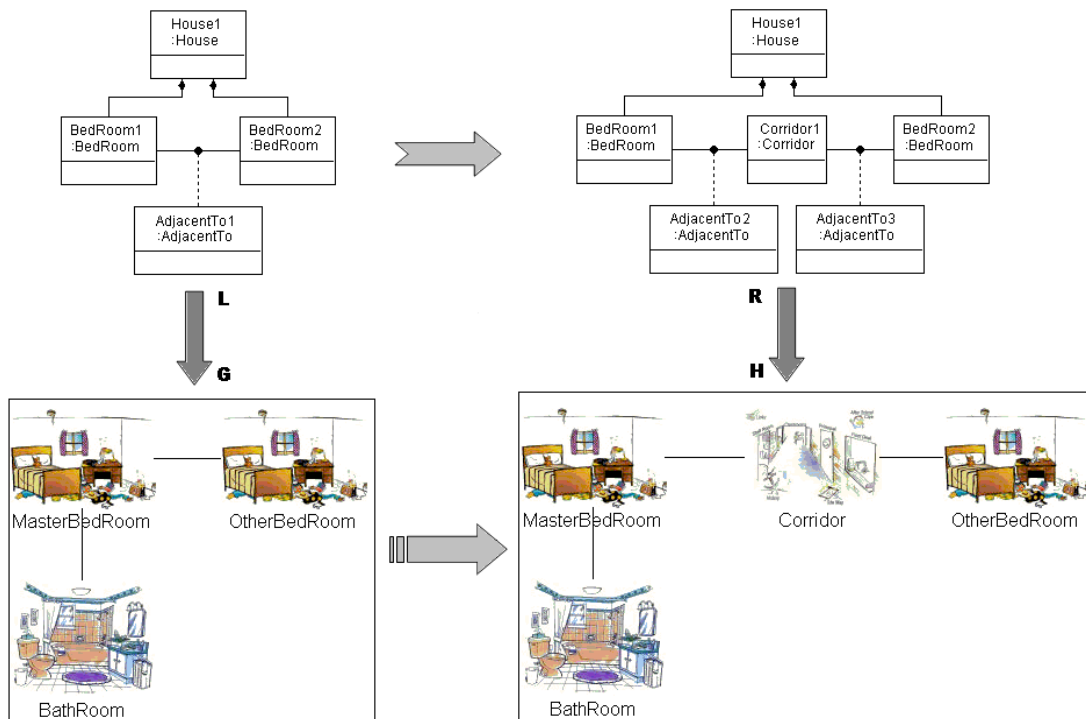 House1
:House
BedRoom1
:BedRoom
BedRoom2
:BedRoom
AdjacentTo1
:AdjacentTo
House1
:House
BedRoom1
:BedRoom
Corridor1
:Corridor
BedRoom2
:BedRoom
AdjacentTo2
:AdjacentTo
AdjacentTo3
:AdjacentTo
L
R
G
H
MasterBedRoom
OtherBedRoom
BathRoom
MasterBedRoom
Corridor
OtherBedRoom
BathRoom